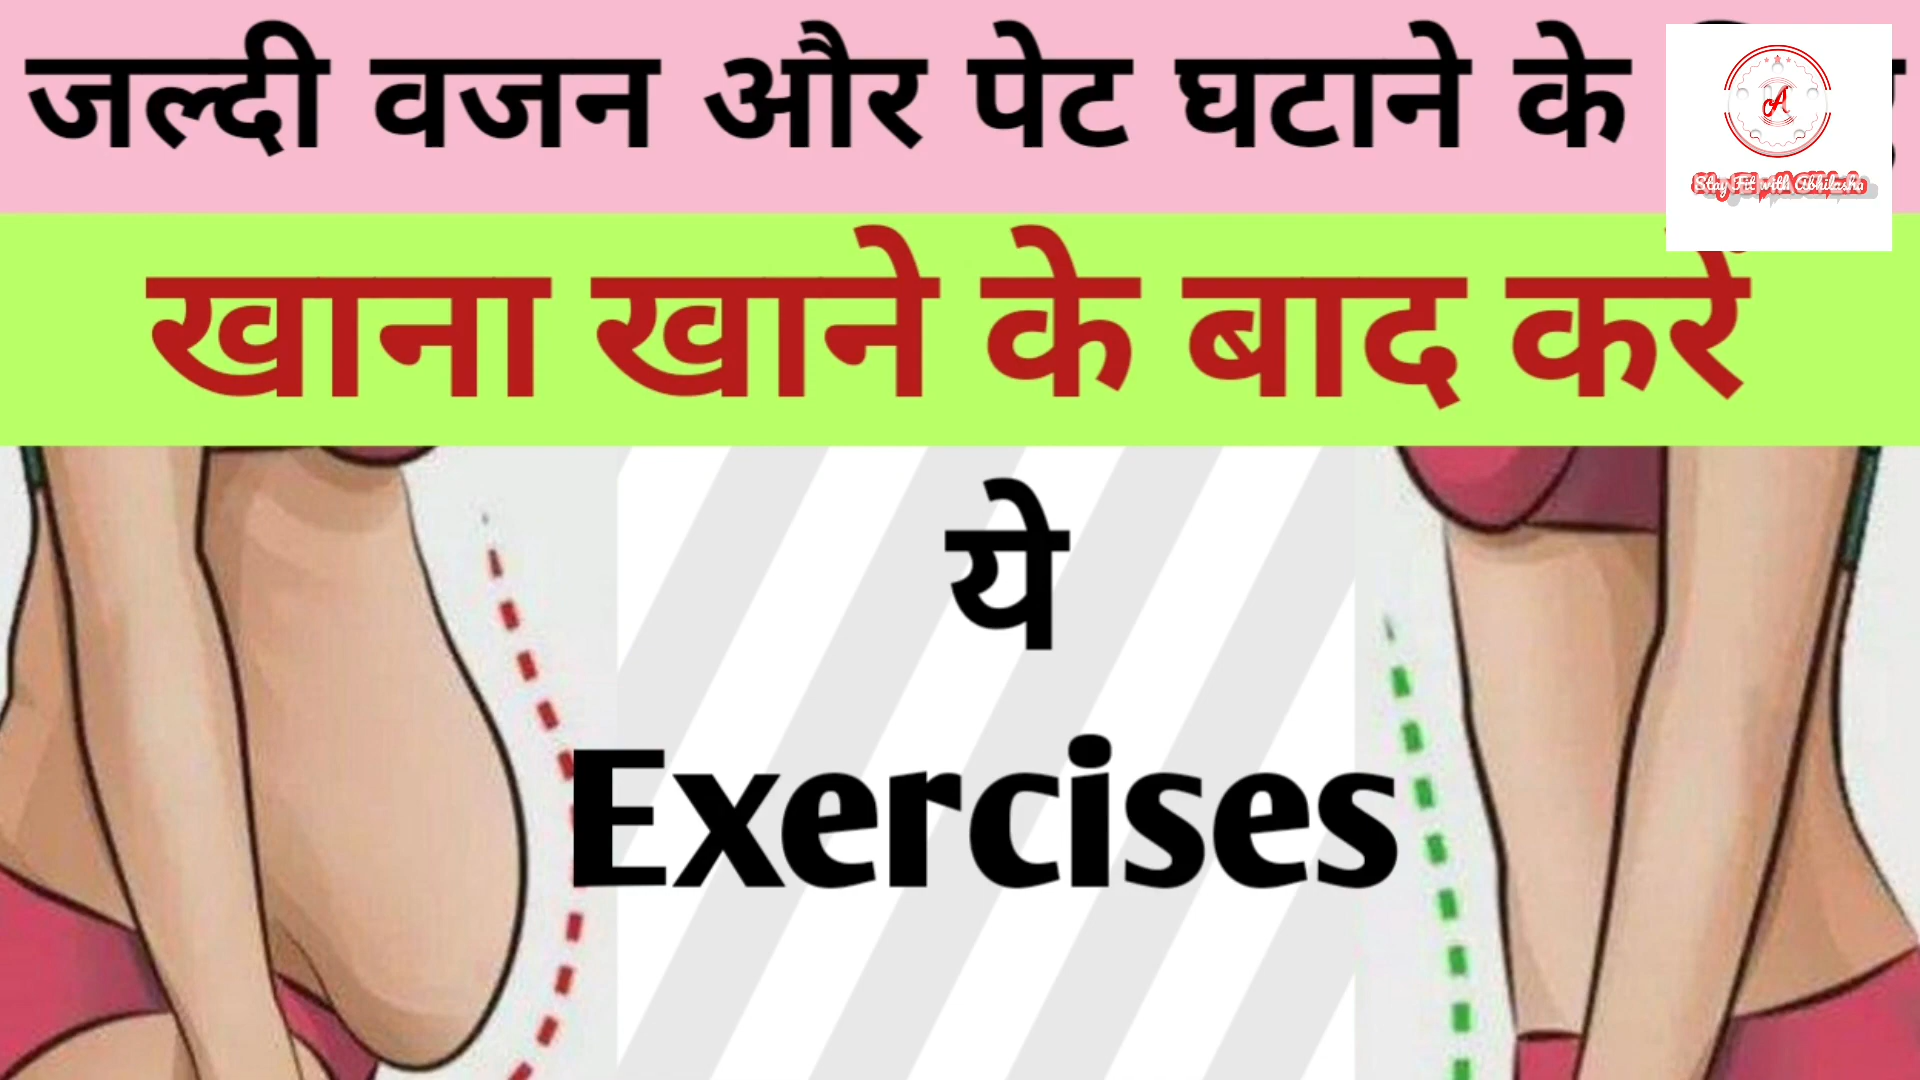 जल्दी वजन और पेट घटाने के
Stay Fit with Abhilasha
खाना खाने के बाद करें
ये
Exercises